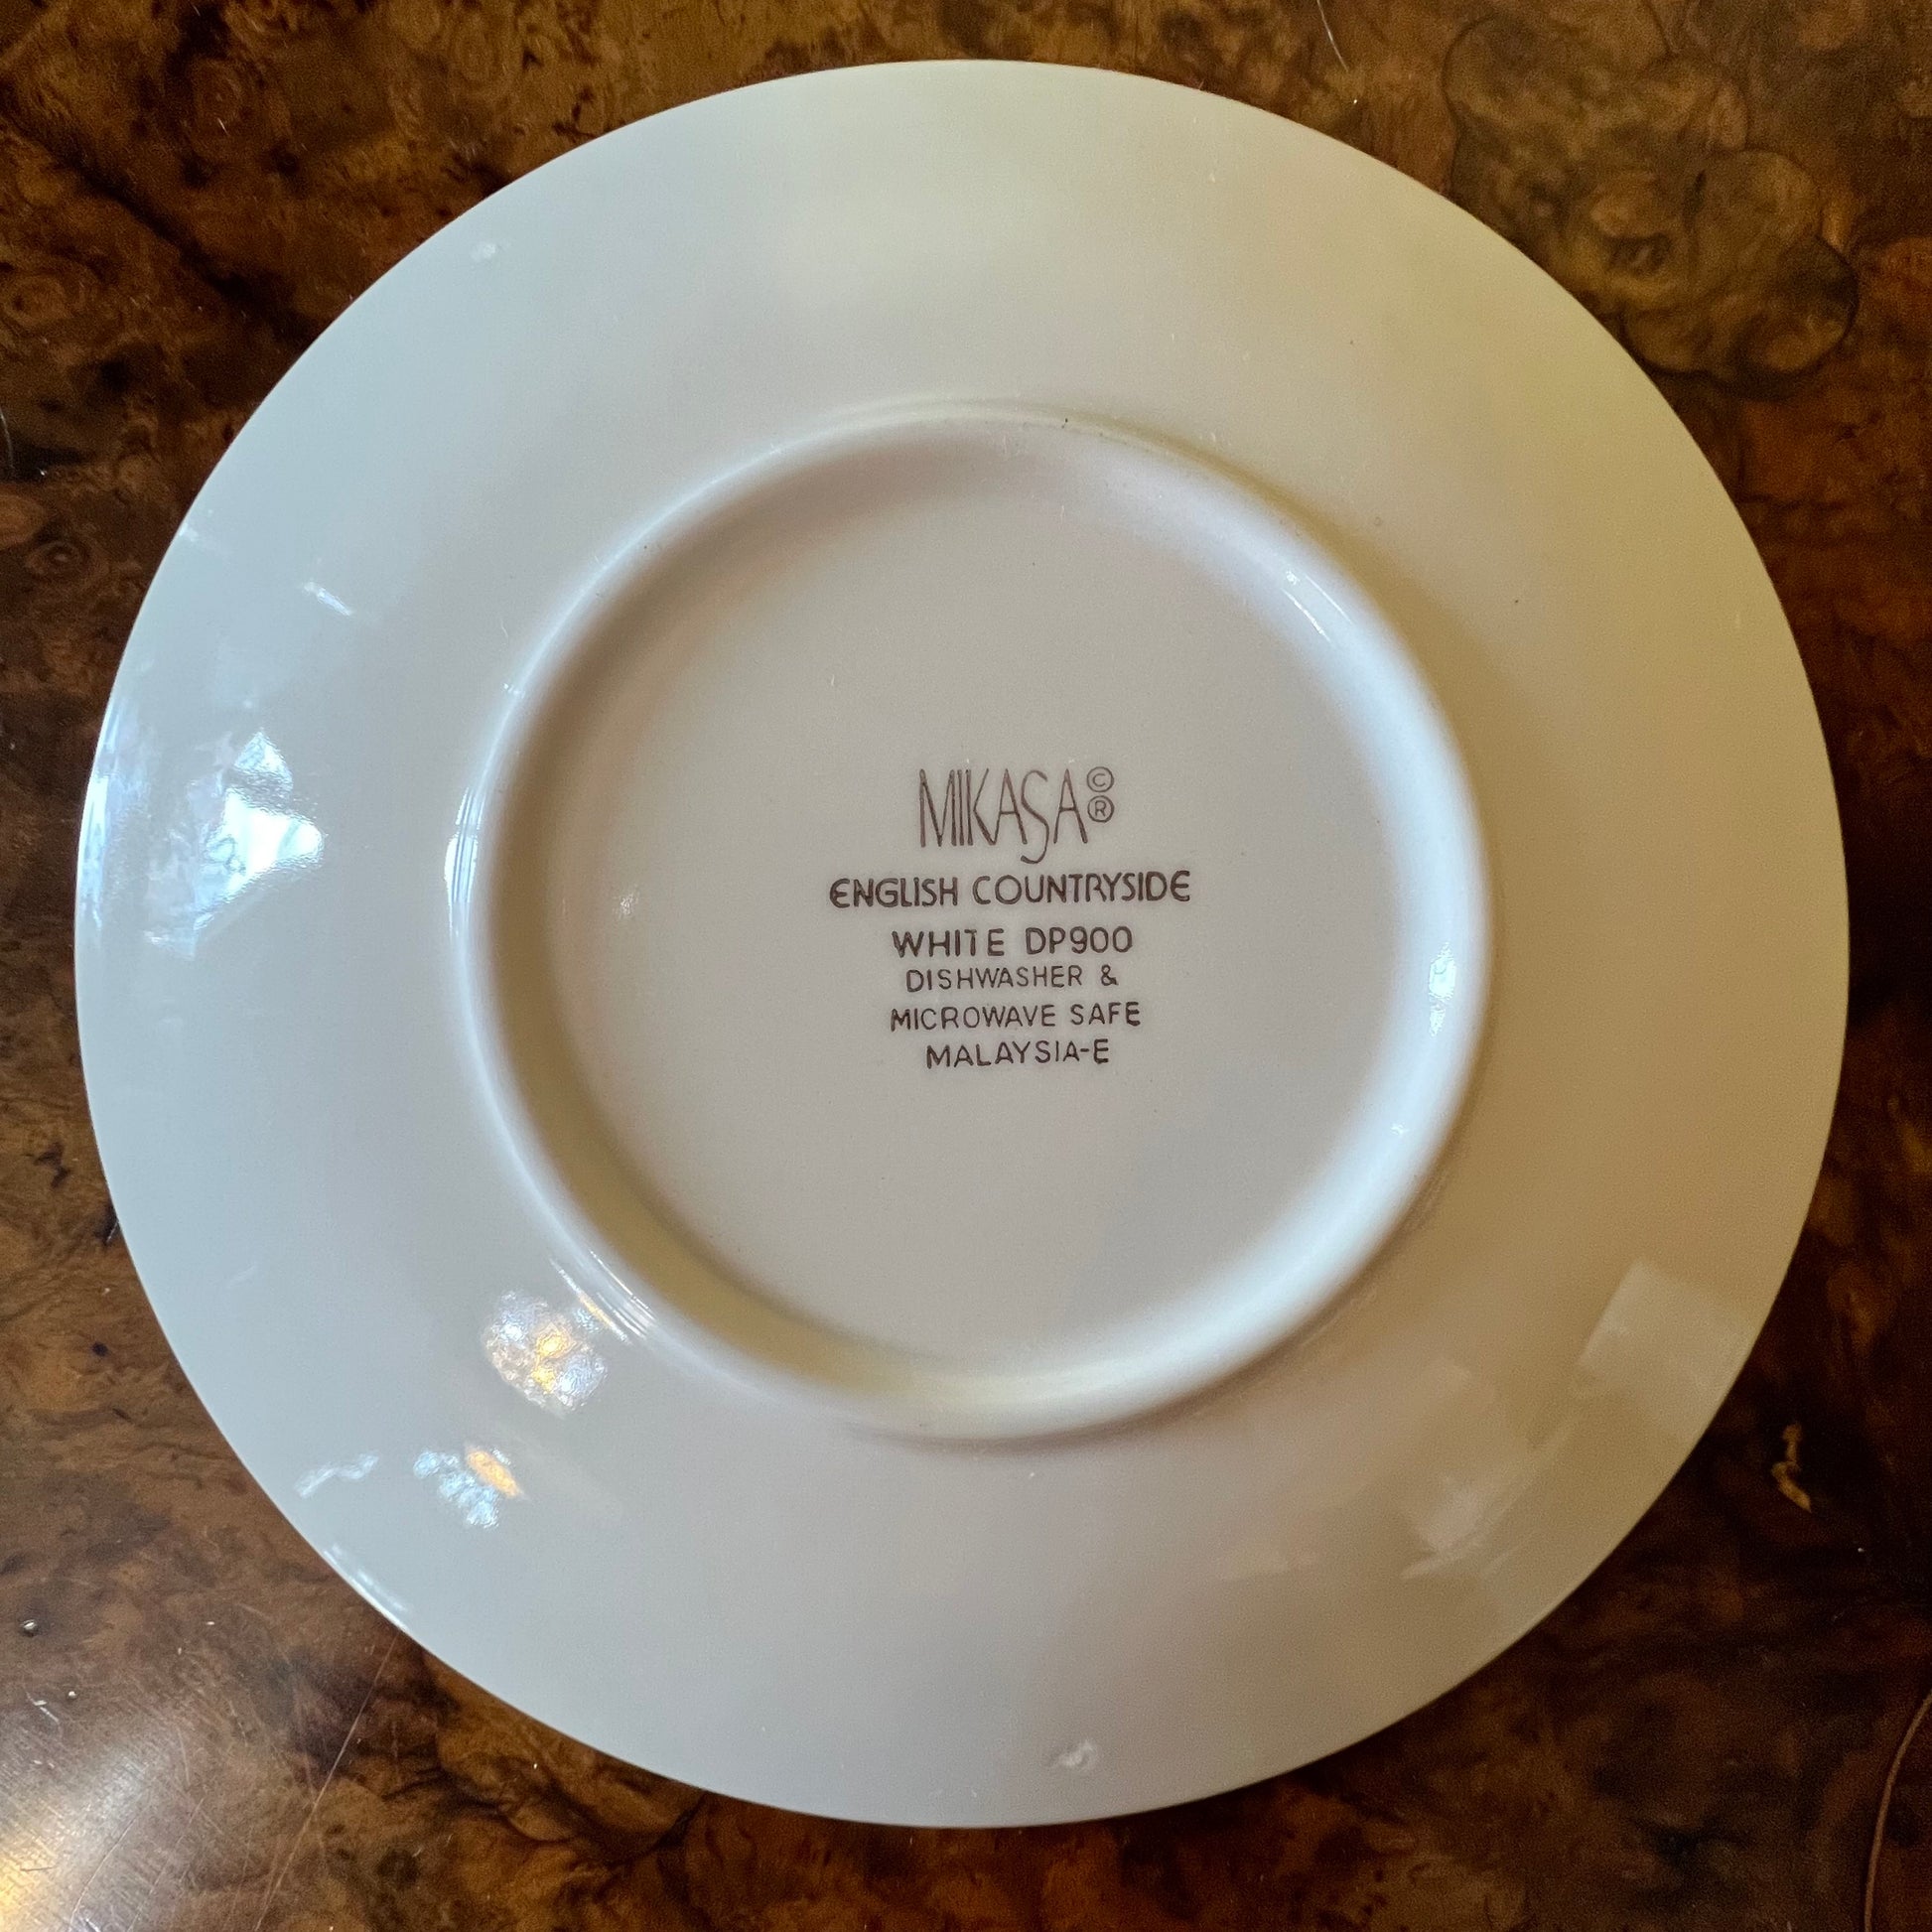 MIKASA©®
ENGLISH COUNTRYSIDE
WHITE DP900
DISHWASHER &
MICROWAVE SAFE
MALAYSIA-E